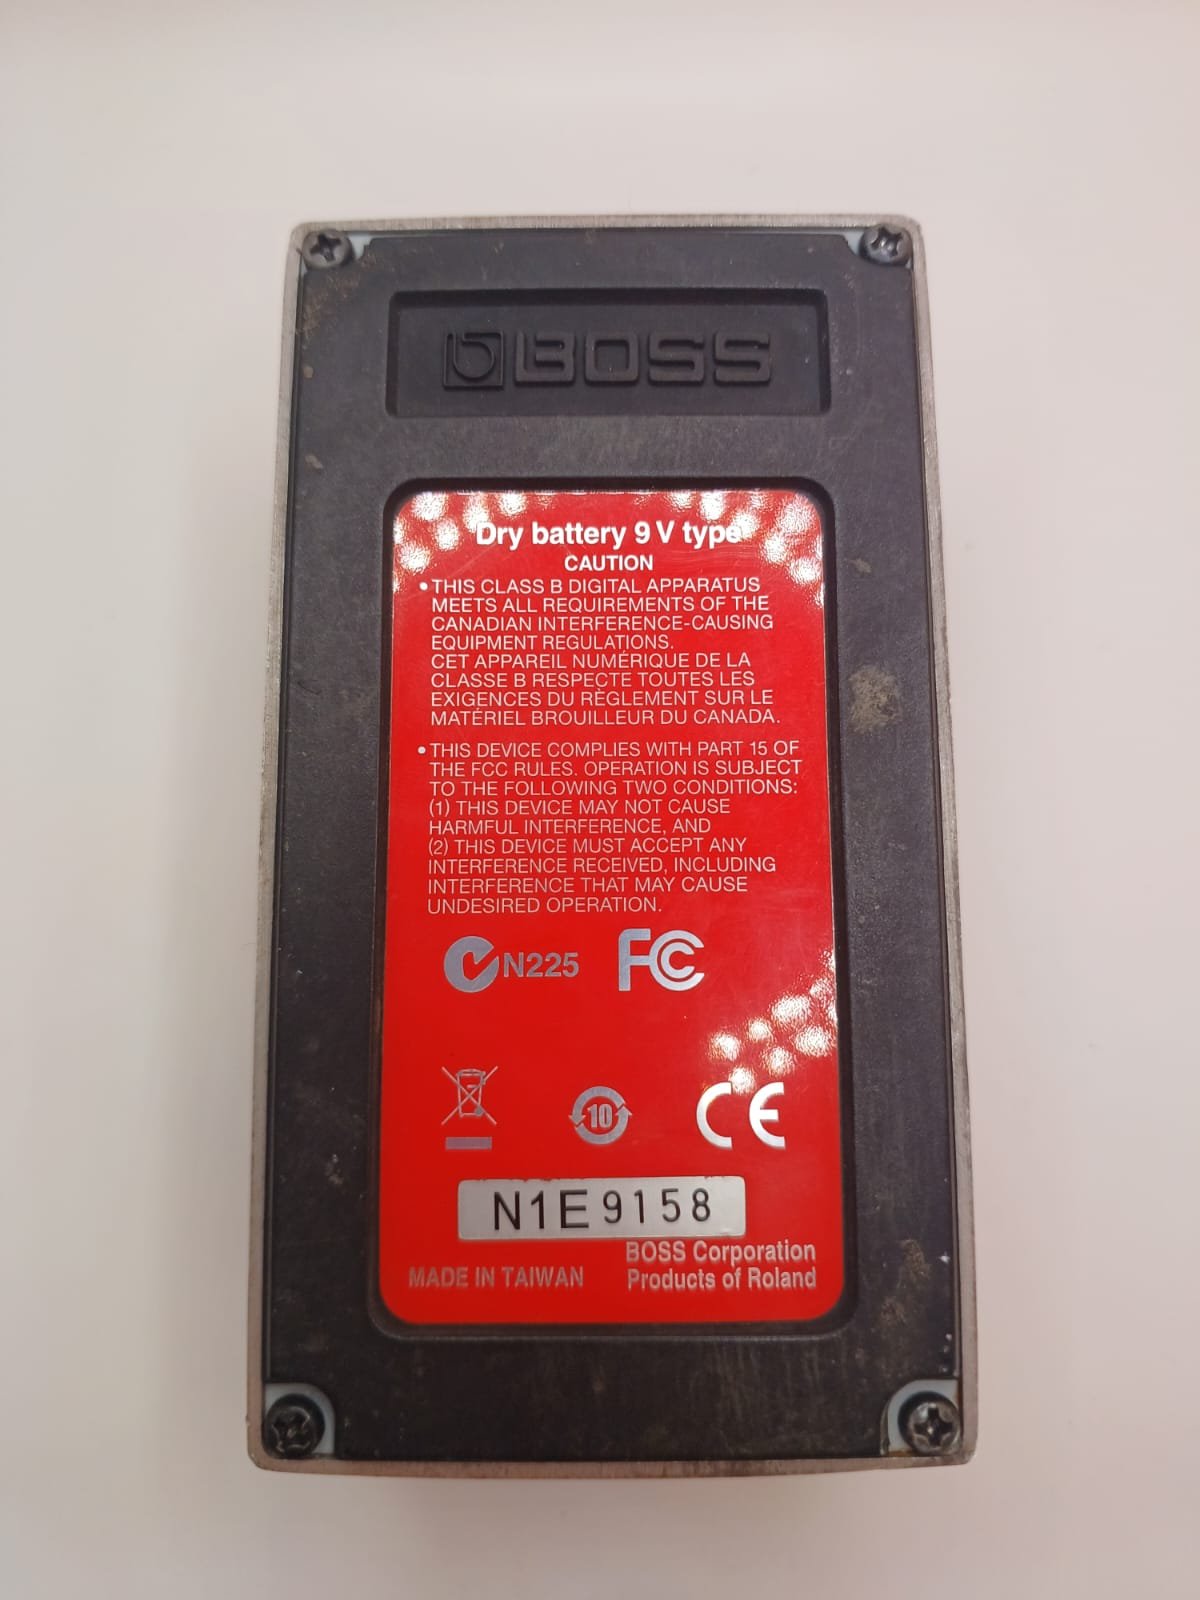 BOSS
Dry battery 9 V type
CAUTION
• THIS CLASS B DIGITAL APPARATUS
MEETS ALL REQUIREMENTS OF THE
CANADIAN INTERFERENCE-CAUSING
EQUIPMENT REGULATIONS.
CET APPAREIL NUMÉRIQUE DE LA
CLASSE B RESPECTE TOUTES LES
EXIGENCES DU RÈGLEMENT SUR LE
MATÉRIEL BROUILLEUR DU CANADA.
• THIS DEVICE COMPLIES WITH PART 15 OF
THE FCC RULES. OPERATION IS SUBJECT
TO THE FOLLOWING TWO CONDITIONS:
(1) THIS DEVICE MAY NOT CAUSE
HARMFUL INTERFERENCE, AND
(2) THIS DEVICE MUST ACCEPT ANY
INTERFERENCE RECEIVED, INCLUDING
INTERFERENCE THAT MAY CAUSE
UNDESIRED OPERATION.
N225 FC
10 CE
N1E9158
BOSS Corporation
MADE IN TAIWAN Products of Roland